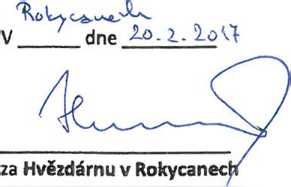 Rokycanech
V dne 20.2.2017
za Hvězdárnu v Rokycanech